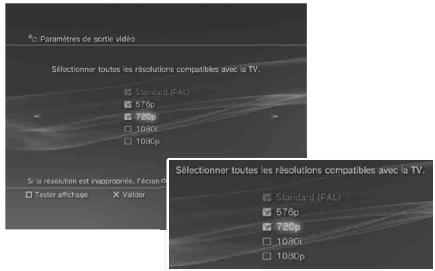 Paramètres de sortie vidéo
Sélectionner toutes les résolutions compatibles avec la TV.
Standard (PAL)
576p
720p
1080i
1080p
Si la résolution est inappropriée, l'écran
Tester affichage
Valider
Sélectionner toutes les résolutions compatibles avec la TV.
Standard (PAL)
576p
720p
1080i
1080p